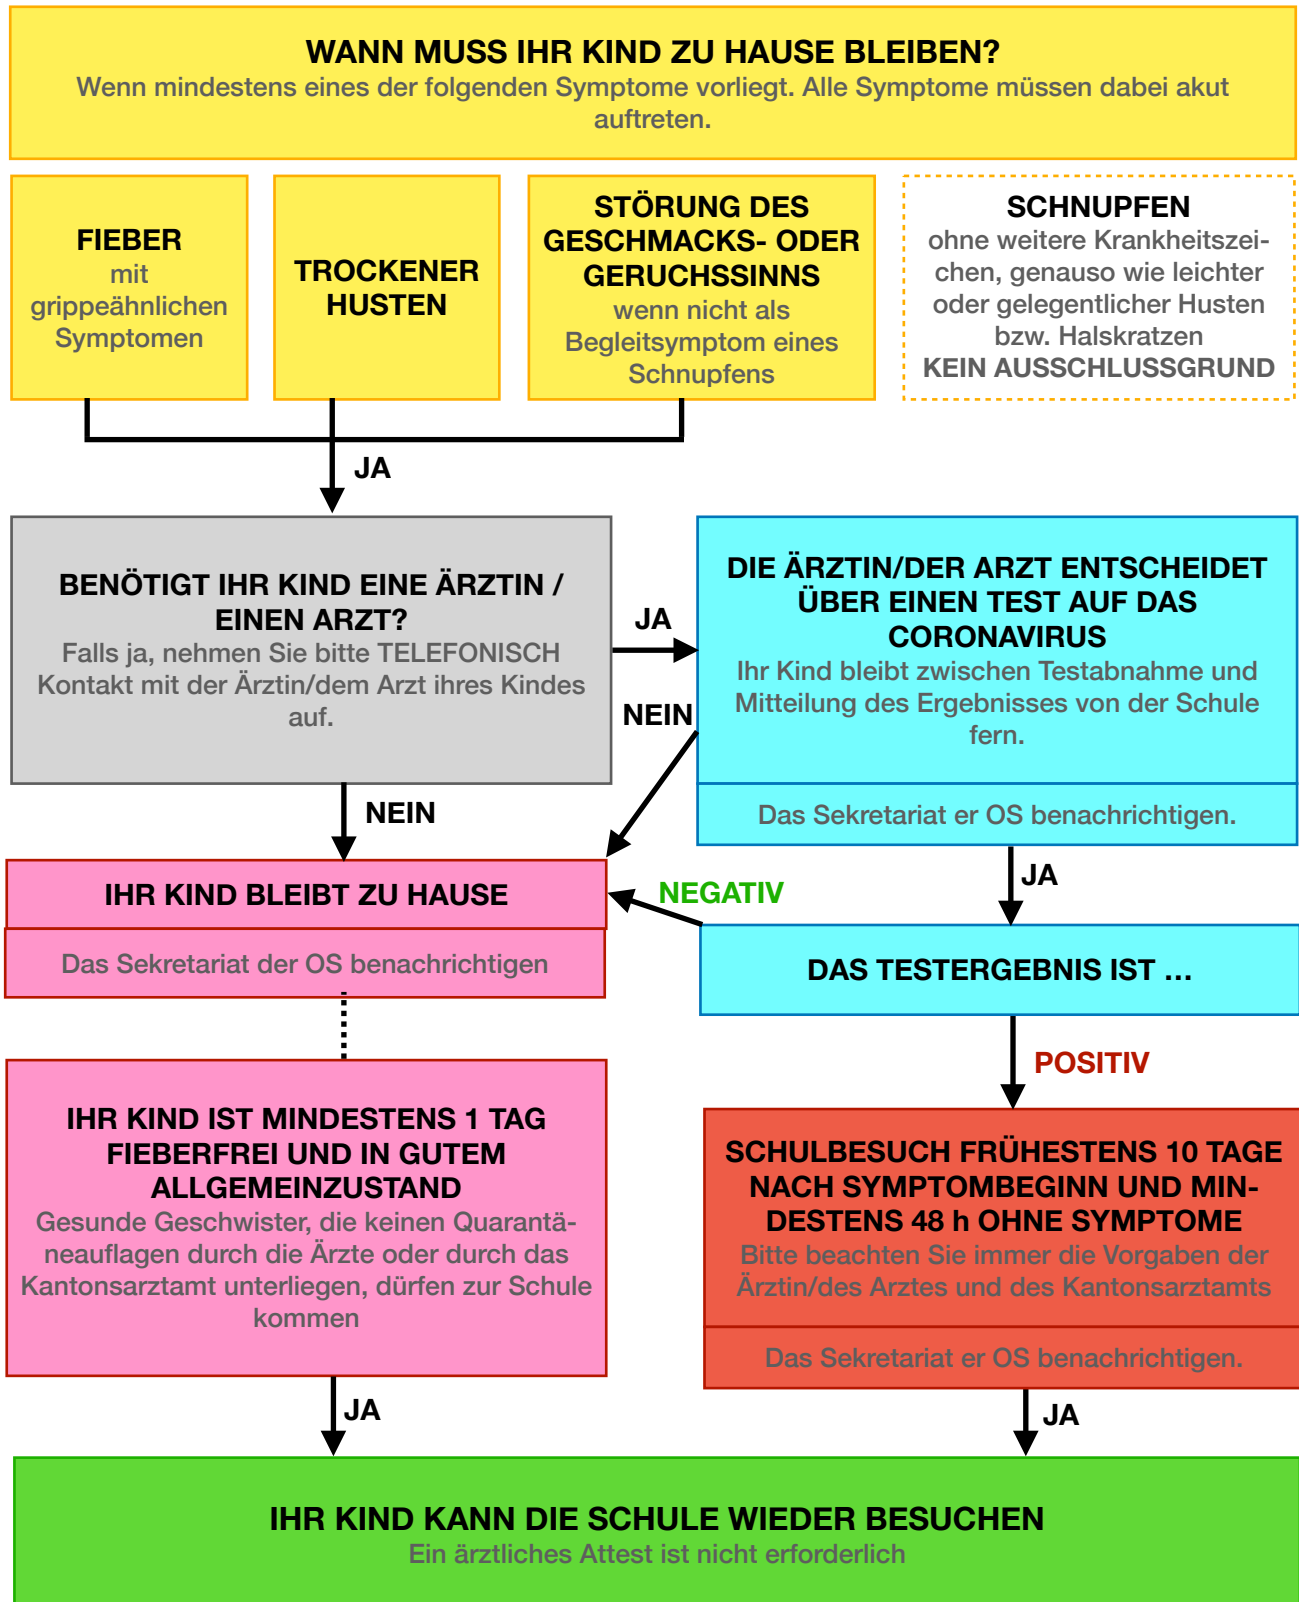 WANN MUSS IHR KIND ZU HAUSE BLEIBEN?
Wenn mindestens eines der folgenden Symptome vorliegt. Alle Symptome müssen dabei akut
auftreten.
FIEBER
mit
grippeähnlichen
Symptomen
TROCKENER
HUSTEN
STÖRUNG DES
GESCHMACKS- ODER
GERUCHSSINNS
wenn nicht als
Begleitsymptom eines
Schnupfens
SCHNUPFEN
ohne weitere Krankheitszei-
chen, genauso wie leichter
oder gelegentlicher Husten
bzw. Halskratzen
KEIN AUSSCHLUSSGRUND
JA
BENÖTIGT IHR KIND EINE ÄRZTIN /
EINEN ARZT?
Falls ja, nehmen Sie bitte TELEFONISCH
Kontakt mit der Ärztin/dem Arzt ihres Kindes
auf.
JA
DIE ÄRZTIN/DER ARZT ENTSCHEIDET
ÜBER EINEN TEST AUF DAS
CORONAVIRUS
Ihr Kind bleibt zwischen Testabnahme und
Mitteilung des Ergebnisses von der Schule
fern.
Das Sekretariat er OS benachrichtigen.
NEIN
NEIN
JA
IHR KIND BLEIBT ZU HAUSE
Das Sekretariat der OS benachrichtigen
NEGATIV
DAS TESTERGEBNIS IST ...
POSITIV
IHR KIND IST MINDESTENS 1 TAG
FIEBERFREI UND IN GUTEM
ALLGEMEINZUSTAND
Gesunde Geschwister, die keinen Quarantä-
neauflagen durch die Ärzte oder durch das
Kantonsarztamt unterliegen, dürfen zur Schule
kommen
SCHULBESUCH FRÜHESTENS 10 TAGE
NACH SYMPTOMBEGINN UND MIN-
DESTENS 48 h OHNE SYMPTOME
Bitte beachten Sie immer die Vorgaben der
Ärztin/des Arztes und des Kantonsarztamts
Das Sekretariat er OS benachrichtigen.
JA
JA
IHR KIND KANN DIE SCHULE WIEDER BESUCHEN
Ein ärztliches Attest ist nicht erforderlich